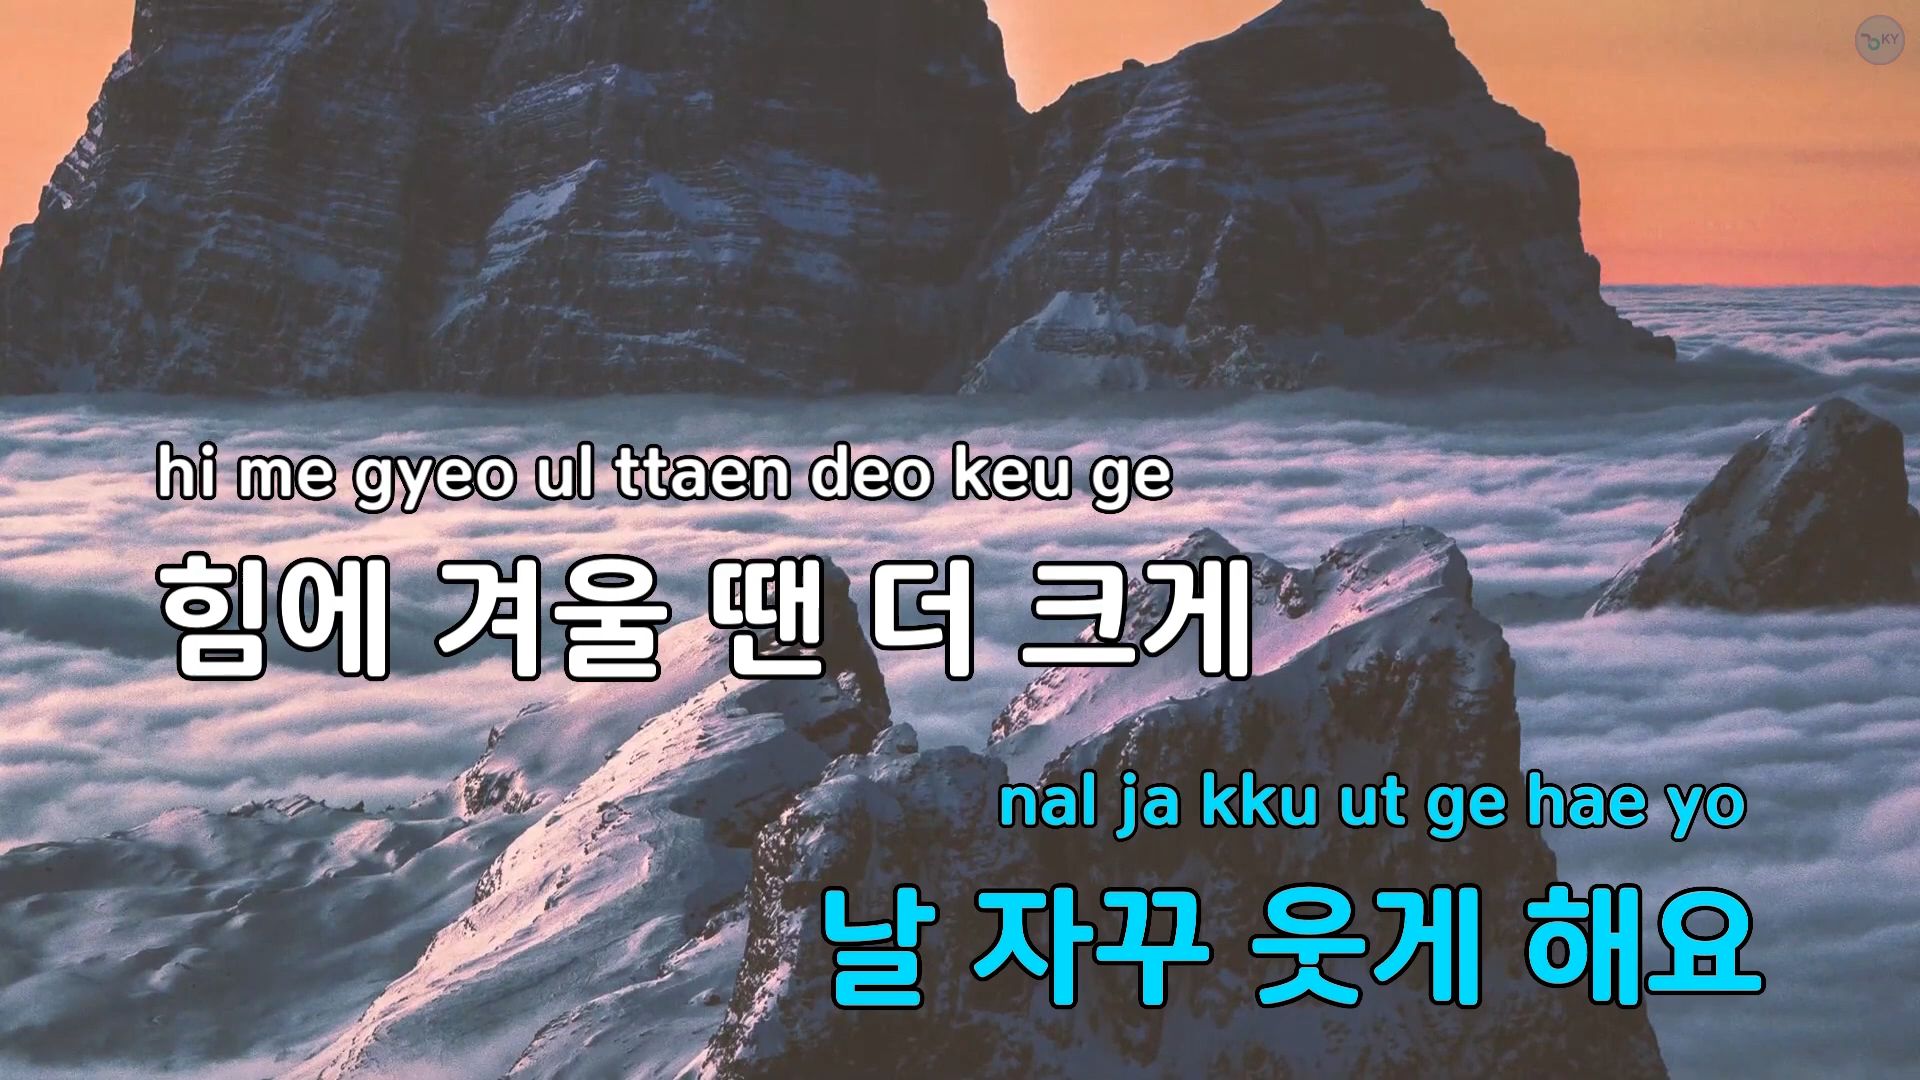 KY
hi me gyeo ul ttaen deo keu ge
힘에 겨울 땐 더 크게
nal ja kku ut ge hae yo
날 자꾸 웃게 해요